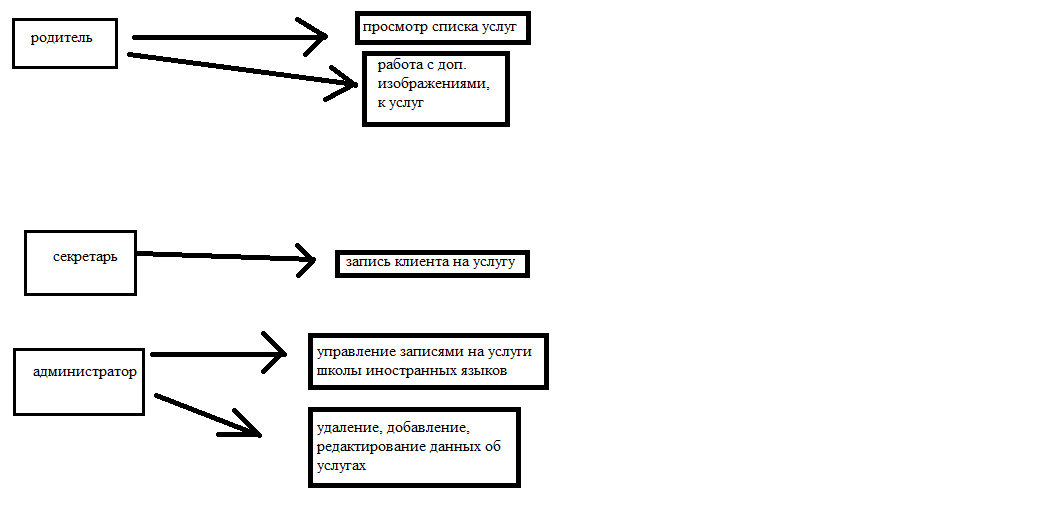 родитель
просмотр списка услуг
работа с доп.
изображениями,
к услуг
секретарь
запись клиента на услугу
администратор
управление записями на услуги
школы иностранных языков
удаление, добавление,
редактирование данных об
услугах